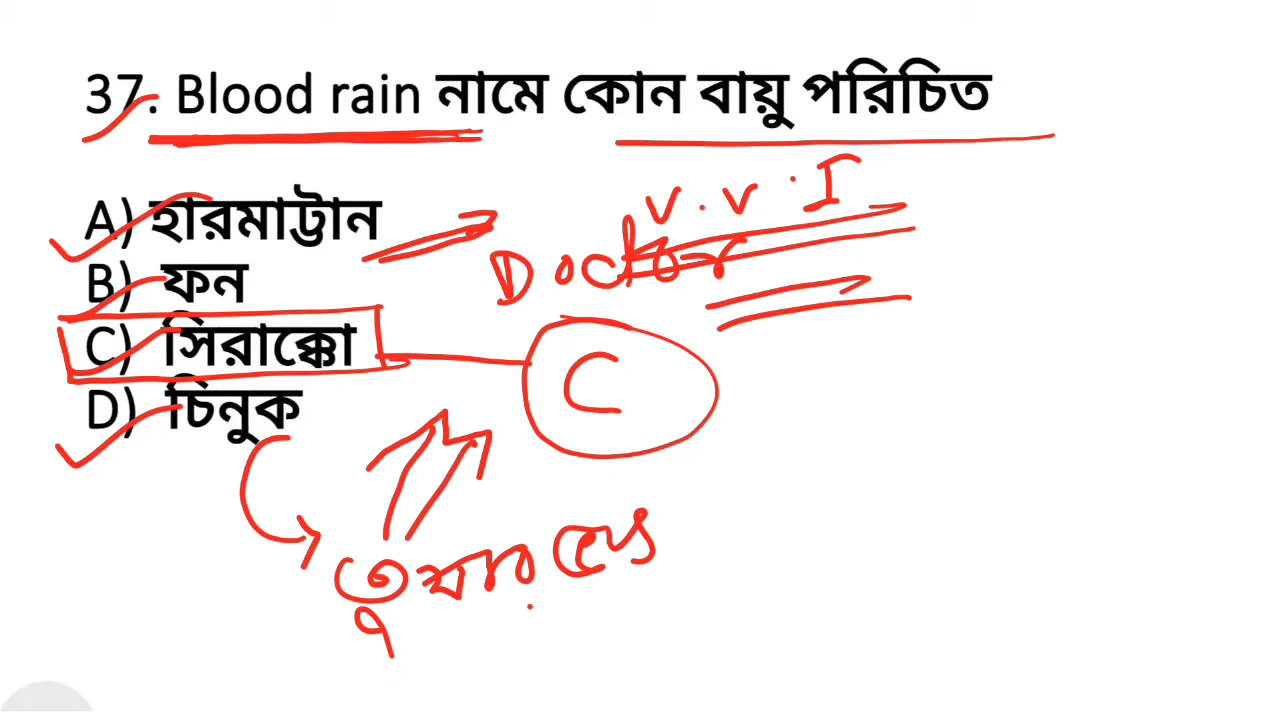 37. Blood rain নামে কোন বায়ু পরিচিত
V. V. I
A) হারমাট্টান
Doctor
B) ফন
C) সিরাক্কো
C
D) চিনুক
তুষার